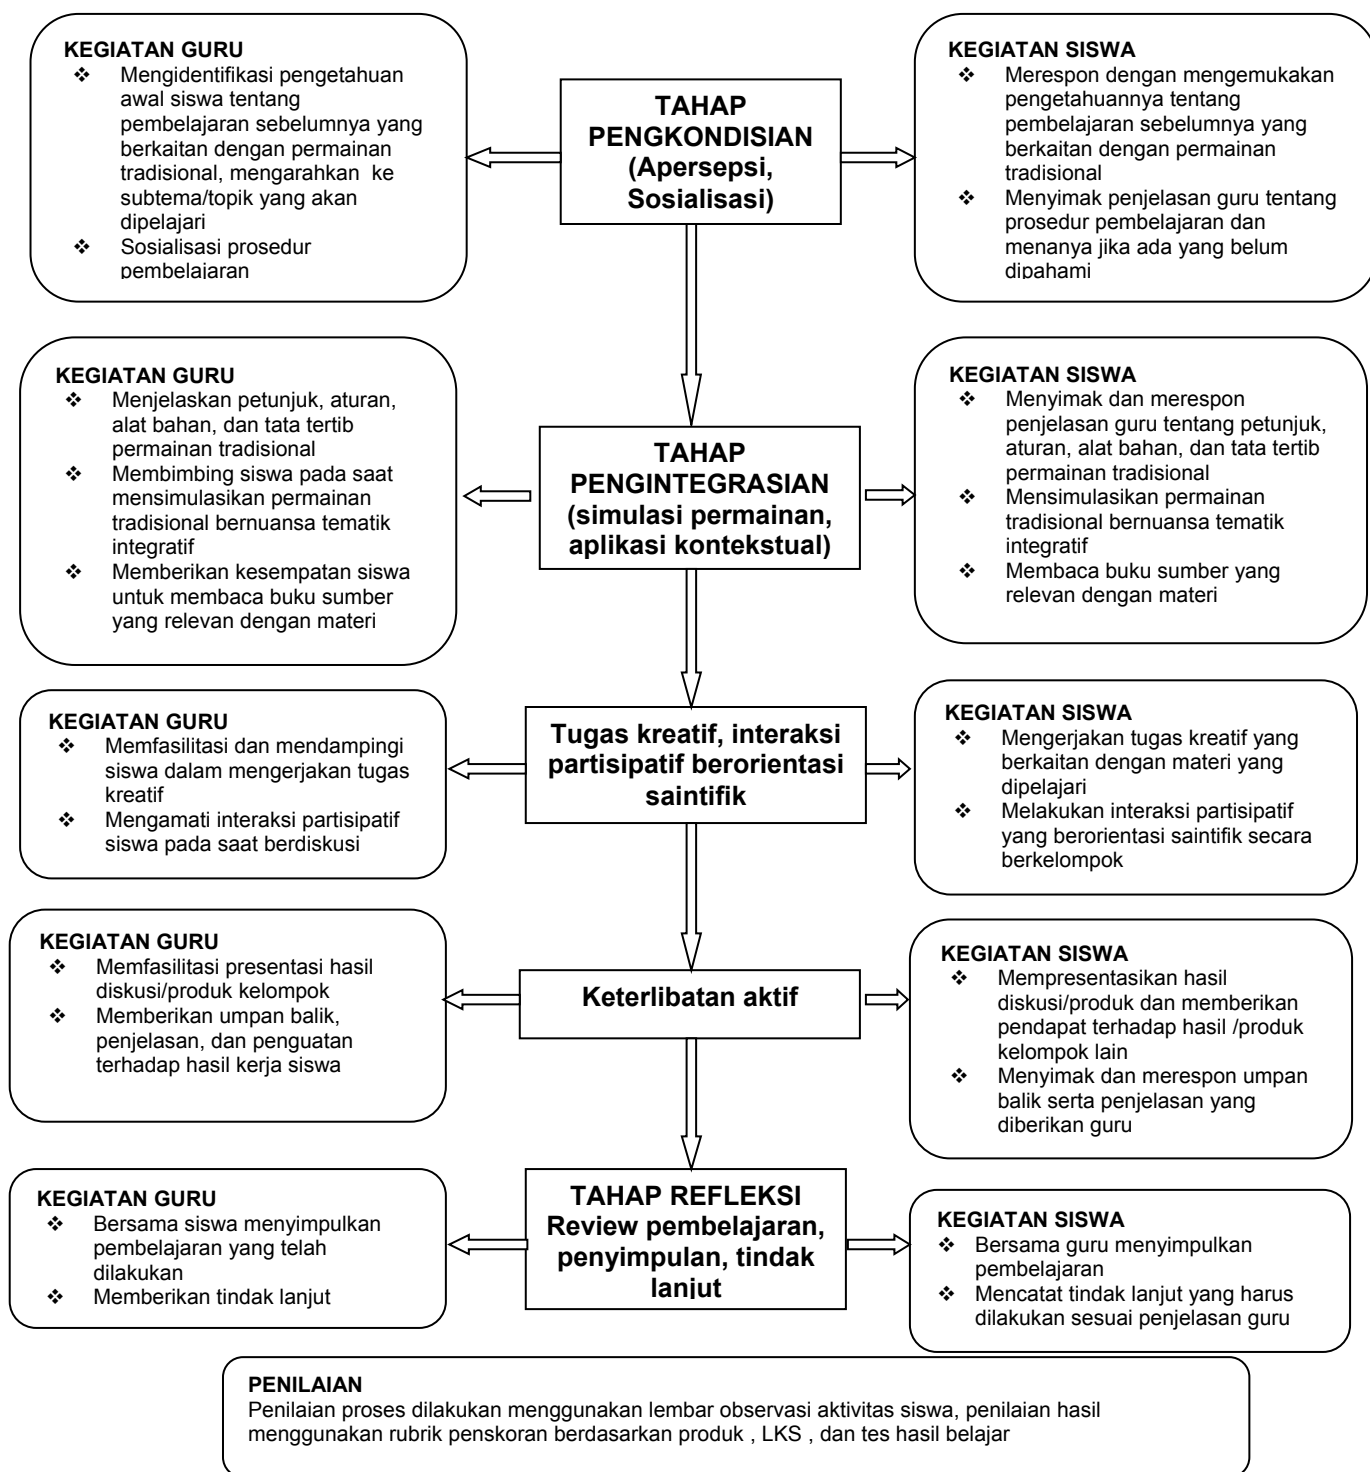 KEGIATAN GURU
❖ Mengidentifikasi pengetahuan
awal siswa tentang
pembelajaran sebelumnya yang
berkaitan dengan permainan
tradisional, mengarahkan ke
subtema/topik yang akan
dipelajari
❖ Sosialisasi prosedur
pembelajaran
TAHAP
PENGKONDISIAN
(Apersepsi,
Sosialisasi)
KEGIATAN SISWA
❖ Merespon dengan mengemukakan
pengetahuannya tentang
pembelajaran sebelumnya yang
berkaitan dengan permainan
tradisional
❖ Menyimak penjelasan guru tentang
prosedur pembelajaran dan
menanya jika ada yang belum
dipahami
KEGIATAN GURU
❖ Menjelaskan petunjuk, aturan,
alat bahan, dan tata tertib
permainan tradisional
❖ Membimbing siswa pada saat
mensimulasikan permainan
tradisional bernuansa tematik
integratif
❖ Memberikan kesempatan siswa
untuk membaca buku sumber
yang relevan dengan materi
TAHAP
PENGINTEGRASIAN
(simulasi permainan,
aplikasi kontekstual)
KEGIATAN SISWA
❖ Menyimak dan merespon
penjelasan guru tentang petunjuk,
aturan, alat bahan, dan tata tertib
permainan tradisional
❖ Mensimulasikan permainan
tradisional bernuansa tematik
integratif
❖ Membaca buku sumber yang
relevan dengan materi
KEGIATAN GURU
❖ Memfasilitasi dan mendampingi
siswa dalam mengerjakan tugas
kreatif
❖ Mengamati interaksi partisipatif
siswa pada saat berdiskusi
Tugas kreatif, interaksi
partisipatif berorientasi
saintifik
KEGIATAN SISWA
❖ Mengerjakan tugas kreatif yang
berkaitan dengan materi yang
dipelajari
❖ Melakukan interaksi partisipatif
yang berorientasi saintifik secara
berkelompok
KEGIATAN GURU
❖ Memfasilitasi presentasi hasil
diskusi/produk kelompok
❖ Memberikan umpan balik,
penjelasan, dan penguatan
terhadap hasil kerja siswa
Keterlibatan aktif
KEGIATAN SISWA
❖ Mempresentasikan hasil
diskusi/produk dan memberikan
pendapat terhadap hasil /produk
kelompok lain
❖ Menyimak dan merespon umpan
balik serta penjelasan yang
diberikan guru
KEGIATAN GURU
❖ Bersama siswa menyimpulkan
pembelajaran yang telah
dilakukan
❖ Memberikan tindak lanjut
TAHAP REFLEKSI
Review pembelajaran,
penyimpulan, tindak
lanjut
KEGIATAN SISWA
❖ Bersama guru menyimpulkan
pembelajaran
❖ Mencatat tindak lanjut yang harus
dilakukan sesuai penjelasan guru
PENILAIAN
Penilaian proses dilakukan menggunakan lembar observasi aktivitas siswa, penilaian hasil
menggunakan rubrik penskoran berdasarkan produk , LKS , dan tes hasil belajar